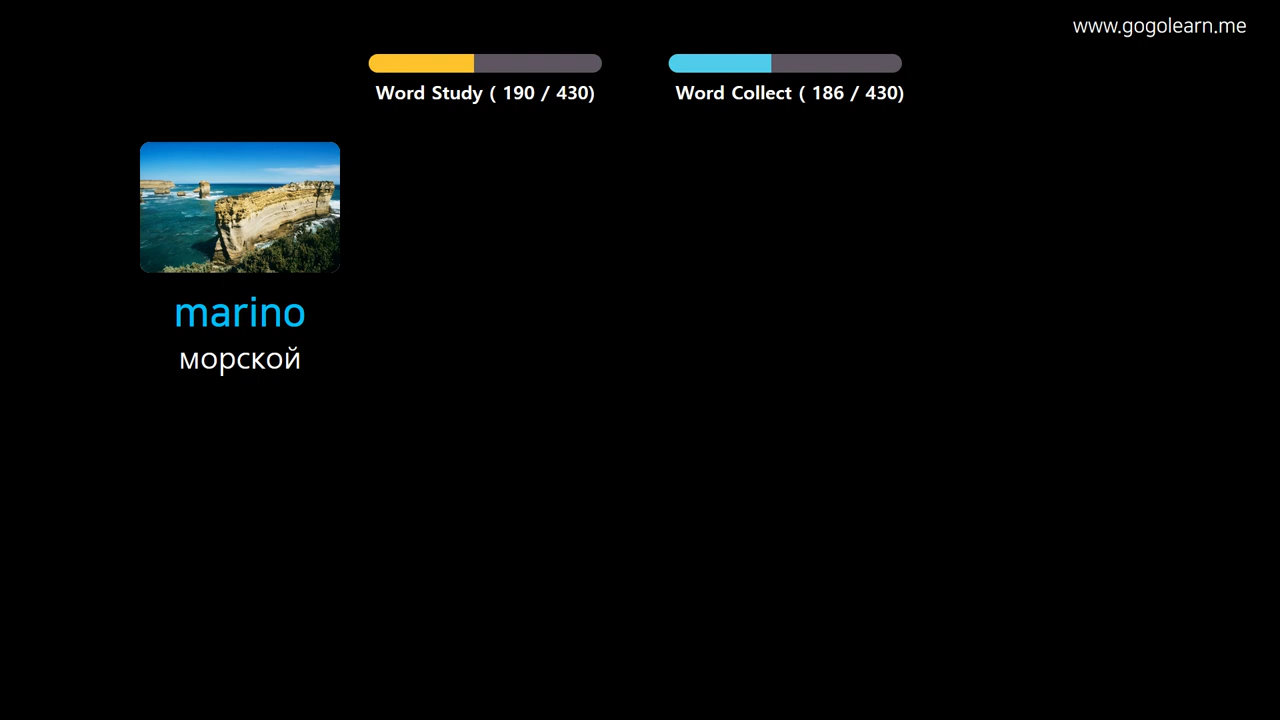 www.gogolearn.me
Word Study ( 190 / 430)
Word Collect ( 186 / 430)
marino
морской